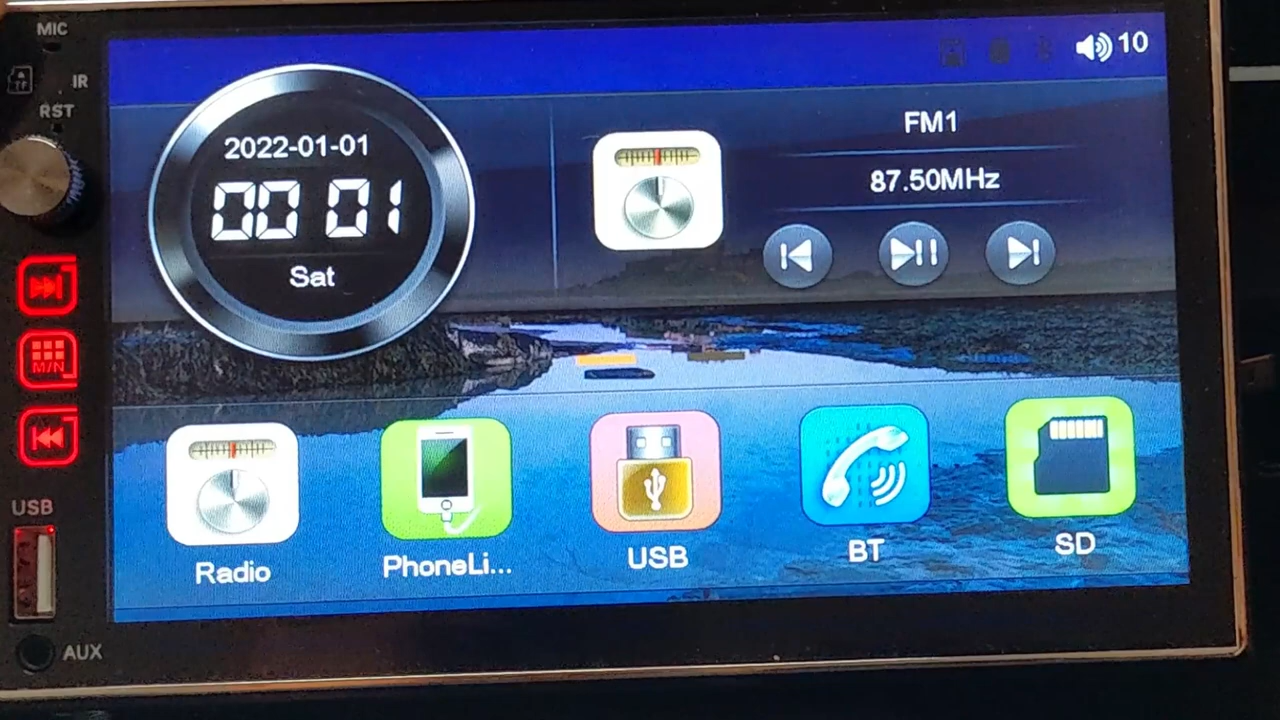 MIC
IR
RST
M/N
USB
AUX
10
2022-01-01
00 01
Sat
FM1
87.50MHz
Radio
PhoneLi...
USB
BT
SD